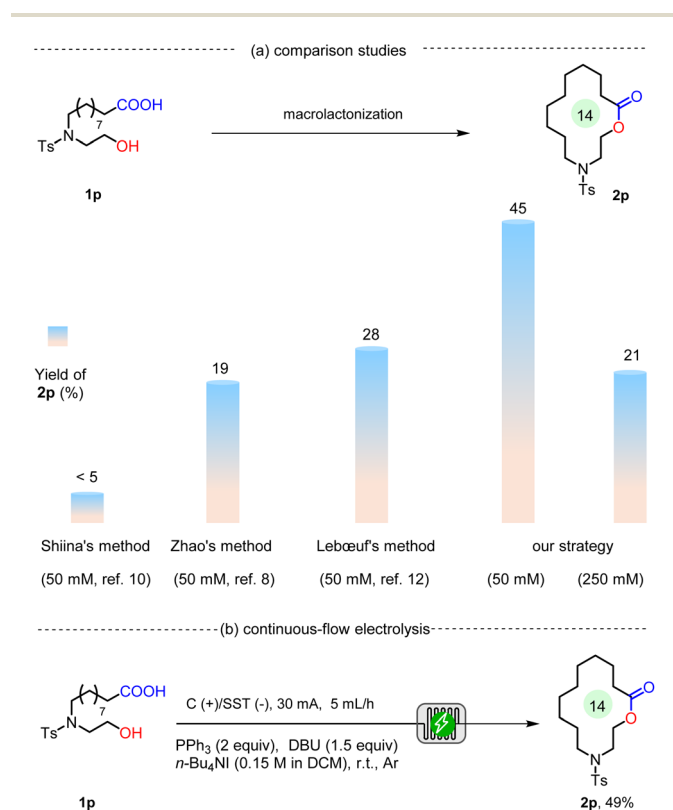 (a) comparison studies
COOH
7
N
Ts
OH
1p
macrolactonization
O
14
O
N
Ts
2p
45
28
21
19
< 5
Yield of
2p (%)
Shiina's method Zhao's method Lebœuf's method our strategy
(50 mM, ref. 10) (50 mM, ref. 8) (50 mM, ref. 12) (50 mM) (250 mM)
(b) continuous-flow electrolysis
COOH
7
N
Ts
OH
1p
C (+)/SST (-), 30 mA, 5 mL/h
PPh3 (2 equiv), DBU (1.5 equiv)
n-Bu4NI (0.15 M in DCM), r.t., Ar
O
14
O
N
Ts
2p, 49%